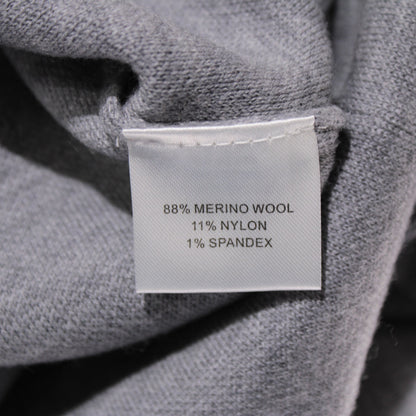 88% MERINO WOOL
11% NYLON
1% SPANDEX